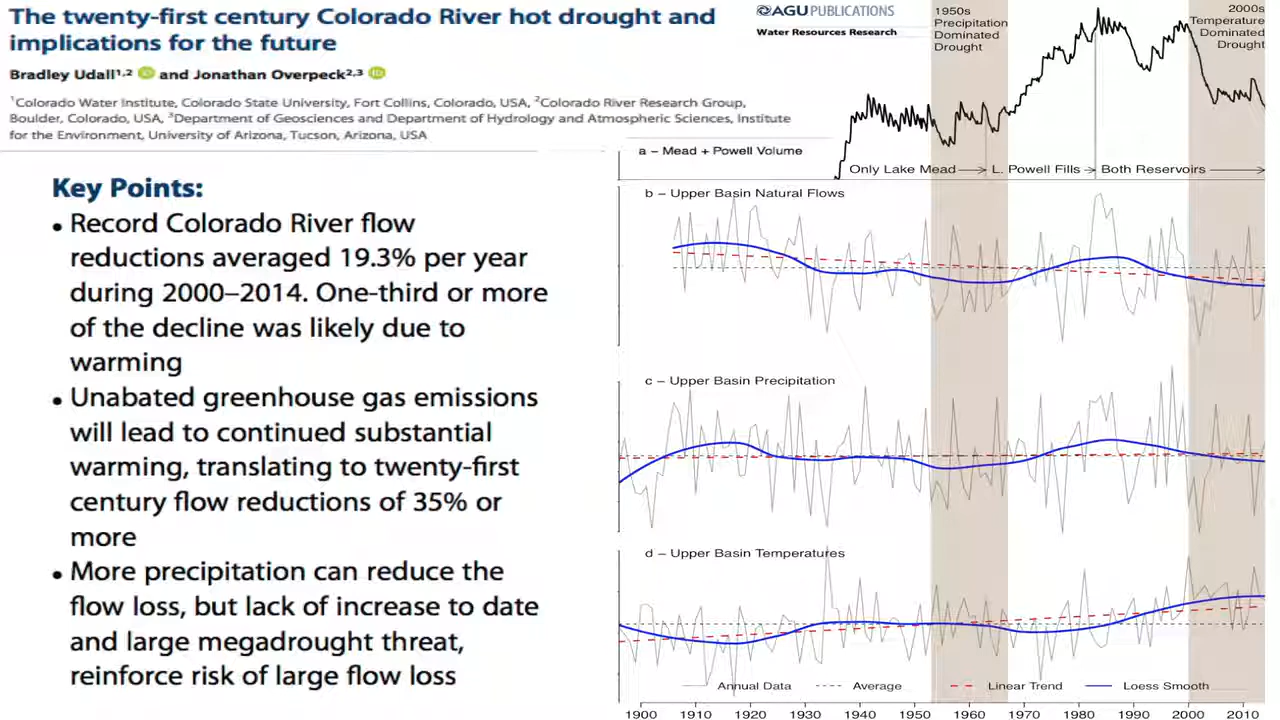 The twenty-first century Colorado River hot drought and
implications for the future
Bradley Udall1,2 and Jonathan Overpeck2,3
1Colorado Water Institute, Colorado State University, Fort Collins, Colorado, USA, 2Colorado River Research Group,
Boulder, Colorado, USA, 3Department of Geosciences and Department of Hydrology and Atmospheric Sciences, Institute
for the Environment, University of Arizona, Tucson, Arizona, USA
AGU PUBLICATIONS
Water Resources Research
Key Points:
• Record Colorado River flow
reductions averaged 19.3% per year
during 2000–2014. One-third or more
of the decline was likely due to
warming
• Unabated greenhouse gas emissions
will lead to continued substantial
warming, translating to twenty-first
century flow reductions of 35% or
more
• More precipitation can reduce the
flow loss, but lack of increase to date
and large megadrought threat,
reinforce risk of large flow loss
1950s
Precipitation
Dominated
Drought
2000s
Temperature
Dominated
Drought
a – Mead + Powell Volume
Only Lake Mead
L. Powell Fills
Both Reservoirs
b – Upper Basin Natural Flows
c – Upper Basin Precipitation
d – Upper Basin Temperatures
Annual Data
Average
Linear Trend
Loess Smooth
1900 1910 1920 1930 1940 1950 1960 1970 1980 1990 2000 2010